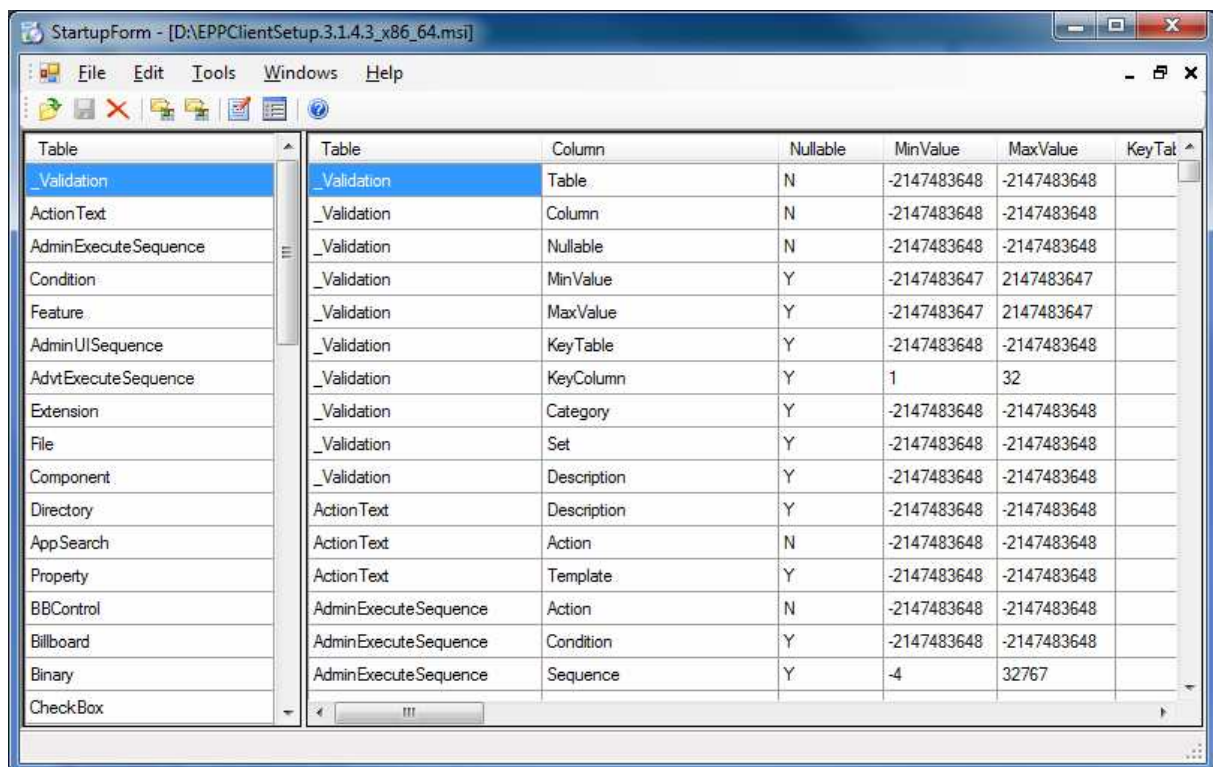 StartupForm - [D:\EPPClientSetup.3.1.4.3_x86_64.msi]
File Edit Tools Windows Help
Table
_Validation
ActionText
AdminExecuteSequence
Condition
Feature
AdminUISequence
AdvtExecuteSequence
Extension
File
Component
Directory
AppSearch
Property
BBControl
Billboard
Binary
CheckBox
Table Column Nullable MinValue MaxValue KeyTab
_Validation Table N -2147483648 -2147483648
_Validation Column N -2147483648 -2147483648
_Validation Nullable N -2147483648 -2147483648
_Validation MinValue Y -2147483647 2147483647
_Validation MaxValue Y -2147483647 2147483647
_Validation KeyTable Y -2147483648 -2147483648
_Validation KeyColumn Y 1 32
_Validation Category Y -2147483648 -2147483648
_Validation Set Y -2147483648 -2147483648
_Validation Description Y -2147483648 -2147483648
ActionText Description Y -2147483648 -2147483648
ActionText Action N -2147483648 -2147483648
ActionText Template Y -2147483648 -2147483648
AdminExecuteSequence Action N -2147483648 -2147483648
AdminExecuteSequence Condition Y -2147483648 -2147483648
AdminExecuteSequence Sequence Y -4 32767